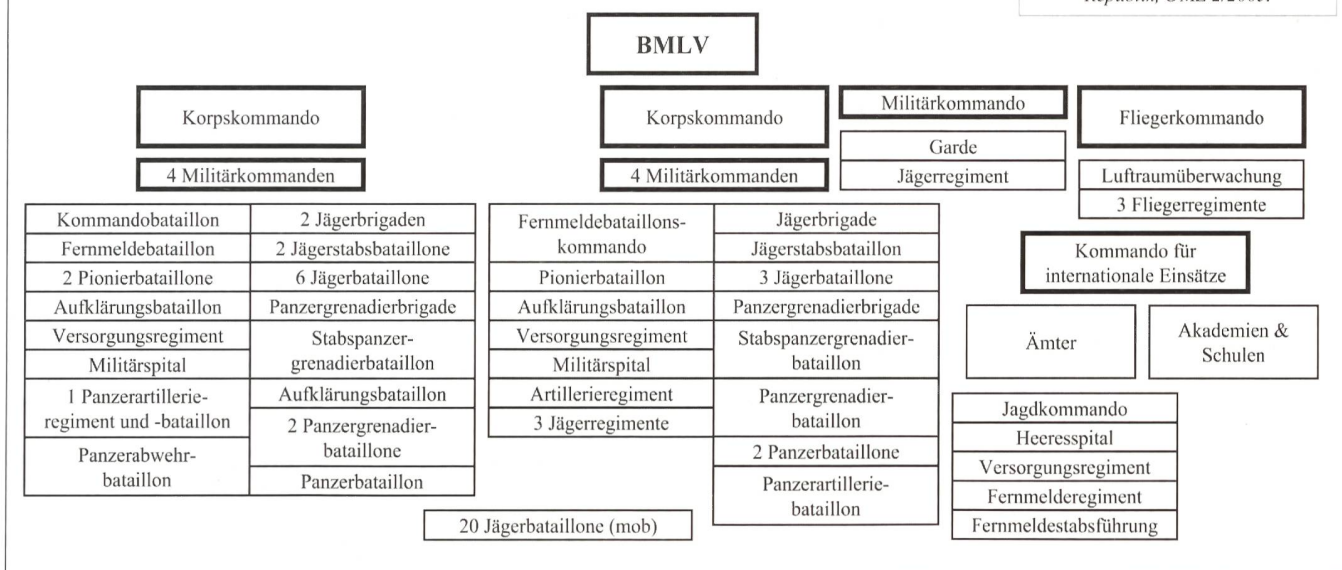 Republik, ÖMZ 2/2003.
BMLV
Korpskommando
4 Militärkommanden
Kommandobataillon
Fernmeldebataillon
2 Pionierbataillone
Aufklärungsbataillon
Versorgungsregiment
Militärspital
1 Panzerartillerie-
regiment und -bataillon
Panzerabwehr-
bataillon
2 Jägerbrigaden
2 Jägerstabsbataillone
6 Jägerbataillone
Panzergrenadierbrigade
Stabspanzer-
grenadierbataillon
Aufklärungsbataillon
2 Panzergrenadier-
bataillone
Panzerbataillon
Korpskommando
4 Militärkommanden
Fernmeldebataillons-
kommando
Pionierbataillon
Aufklärungsbataillon
Versorgungsregiment
Militärspital
Artillerieregiment
3 Jägerregimente
Jägerbrigade
Jägerstabsbataillon
3 Jägerbataillone
Panzergrenadierbrigade
Stabspanzergrenadier-
bataillon
Panzergrenadier-
bataillon
2 Panzerbataillone
Panzerartillerie-
bataillon
20 Jägerbataillone (mob)
Militärkommando
Garde
Jägerregiment
Fliegerkommando
Luftraumüberwachung
3 Fliegerregimente
Kommando für
internationale Einsätze
Ämter
Akademien &
Schulen
Jagdkommando
Heeresspital
Versorgungsregiment
Fernmelderegiment
Fernmeldestabsführung